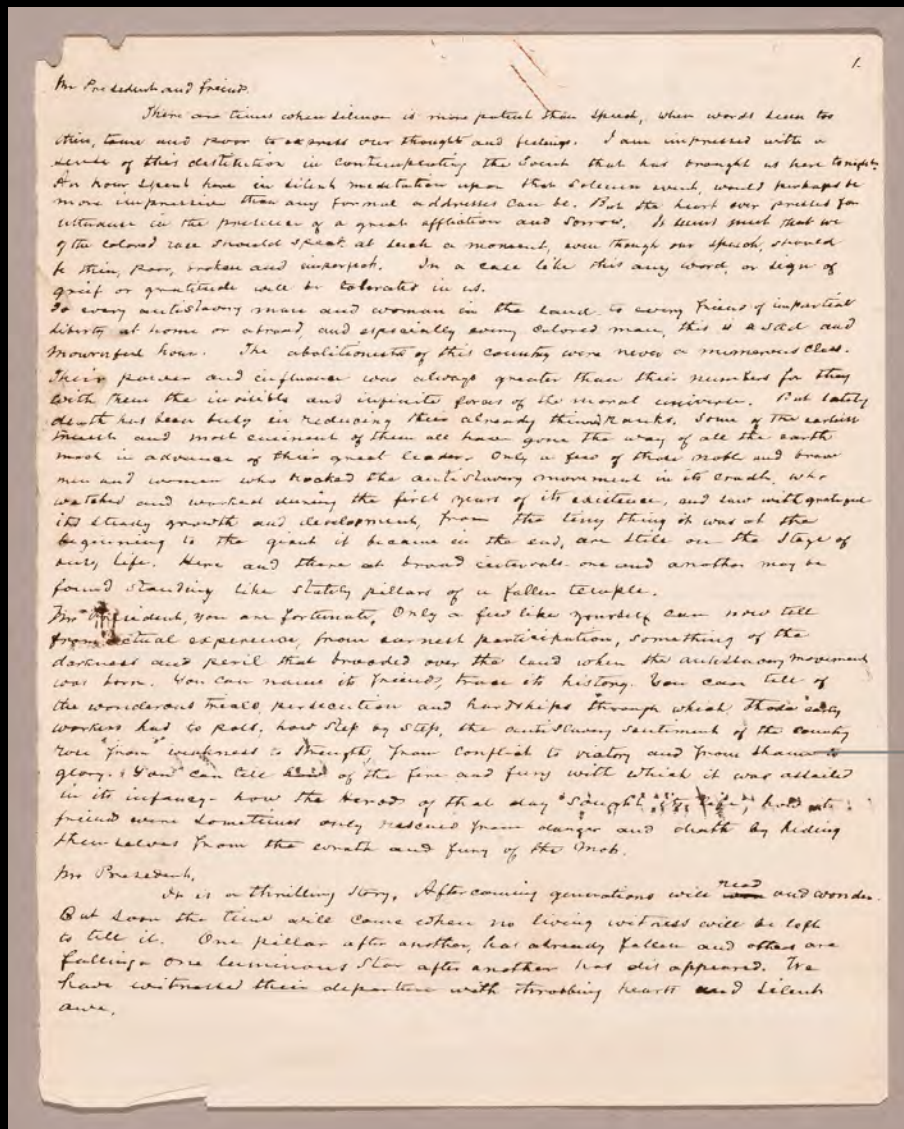 1.
Mr President and friends.
There are times when silence is more potent than speech, when words seem too
thin, tame and poor to express our thought and feelings. I am impressed with a
sense of this destitution in contemplating the event that has brought us here tonight.
An hour spent here in silent meditation upon that solemn event, would perhaps be
more impressive than any formal addresses can be. But the heart ever presses for
utterance in the presence of a great affliction and sorrow. It seems meet that we
of the colored race should speak at such a moment, even though our speech, should
be thin, poor, broken and imperfect. In a case like this any word, or sign of
grief or gratitude will be tolerated in us.
To every antislavery man and woman in the land to every friend of impartial
liberty at home or abroad, and especially every colored man, this is a sad and
mournful hour. The abolitionists of this country were never a numerous class.
Their power and influence was always greater than their numbers for they
with them the invisible and infinite forces of the moral universe. But lately
death has been busy in reducing their already thinned ranks. Some of the earliest
and most eminent of them all have gone the way of all the earth
much in advance of their great leader. Only a few of those noble and brave
men and women who rocked the antislavery movement in its cradle, who
watched and worked during the first years of its existence, and saw with
its steady growth and development, from the tiny thing it was at the
beginning to the giant it became in the end, are still on the stage of
busy life. Here and there at broad intervals one and another may be
found standing like stately pillars of a fallen temple.
Mr President, you are fortunate, Only a few like yourself can now tell
from actual experience, from earnest participation, something of the
darkness and peril that brooded over the land when the antislavery movement
was born. You can name its friends, trace its history. You can tell of
the wonderous trials, persecution and hardships through which those early
workers had to pass, how step by step, the antislavery sentiment of the country
rose "from" weakness to strength, from conflict to victory and from shame to
glory. You can tell of the fire and fury with which it was assailed
in its infancy - how the Herods of that day "sought its life", how its
friend were sometimes only rescued from danger and death by hiding
themselves from the wrath and fury of the Mob.
Mr President,
It is a thrilling story, After coming generations will read and wonder.
But soon the time will come when no living witness will be left
to tell it. One pillar after another, has already fallen and others are
falling - one luminous star after another has disappeared. We
have witnessed their departure with throbbing hearts and silent
awe.